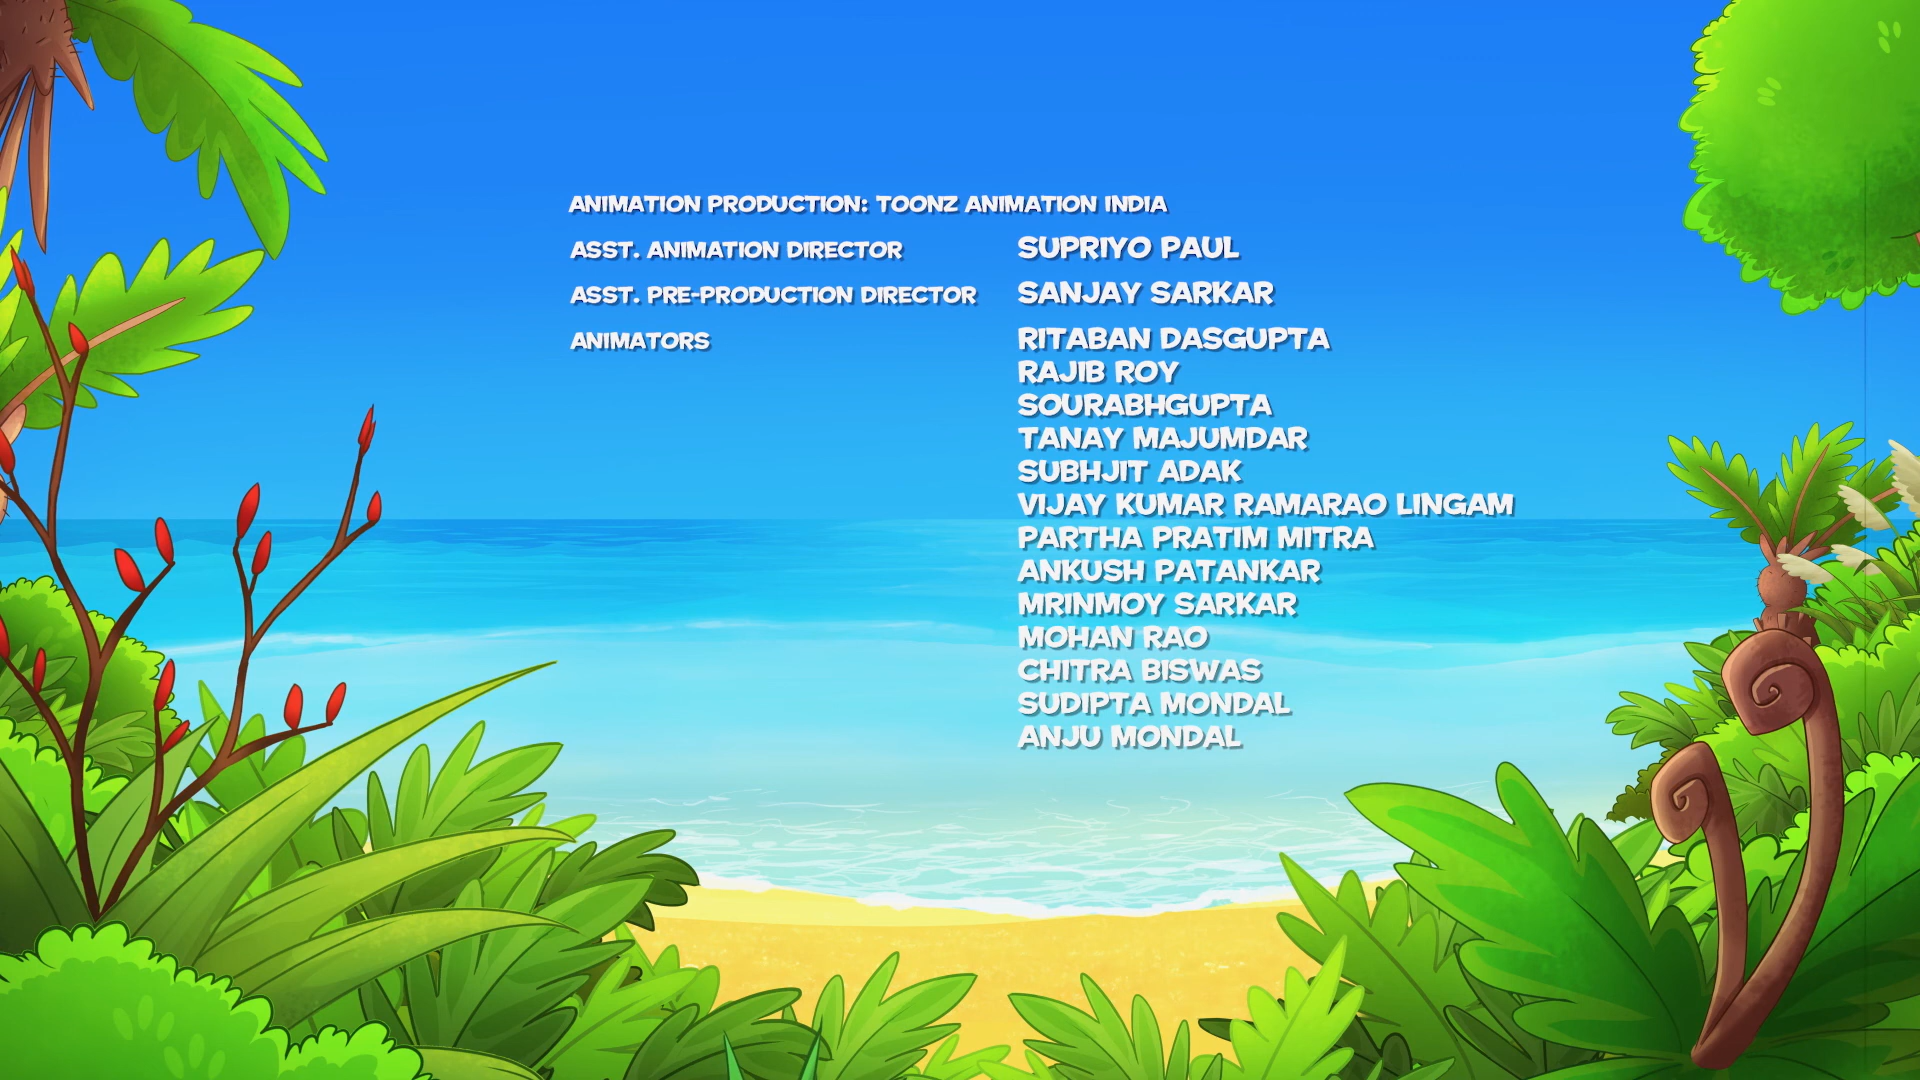 ANIMATION PRODUCTION: TOONZ ANIMATION INDIA
ASST. ANIMATION DIRECTOR SUPRIYO PAUL
ASST. PRE-PRODUCTION DIRECTOR SANJAY SARKAR
ANIMATORS RITABAN DASGUPTA
RAJIB ROY
SOURABHGUPTA
TANAY MAJUMDAR
SUBHJIT ADAK
VIJAY KUMAR RAMARAO LINGAM
PARTHA PRATIM MITRA
ANKUSH PATANKAR
MRINMOY SARKAR
MOHAN RAO
CHITRA BISWAS
SUDIPTA MONDAL
ANJU MONDAL